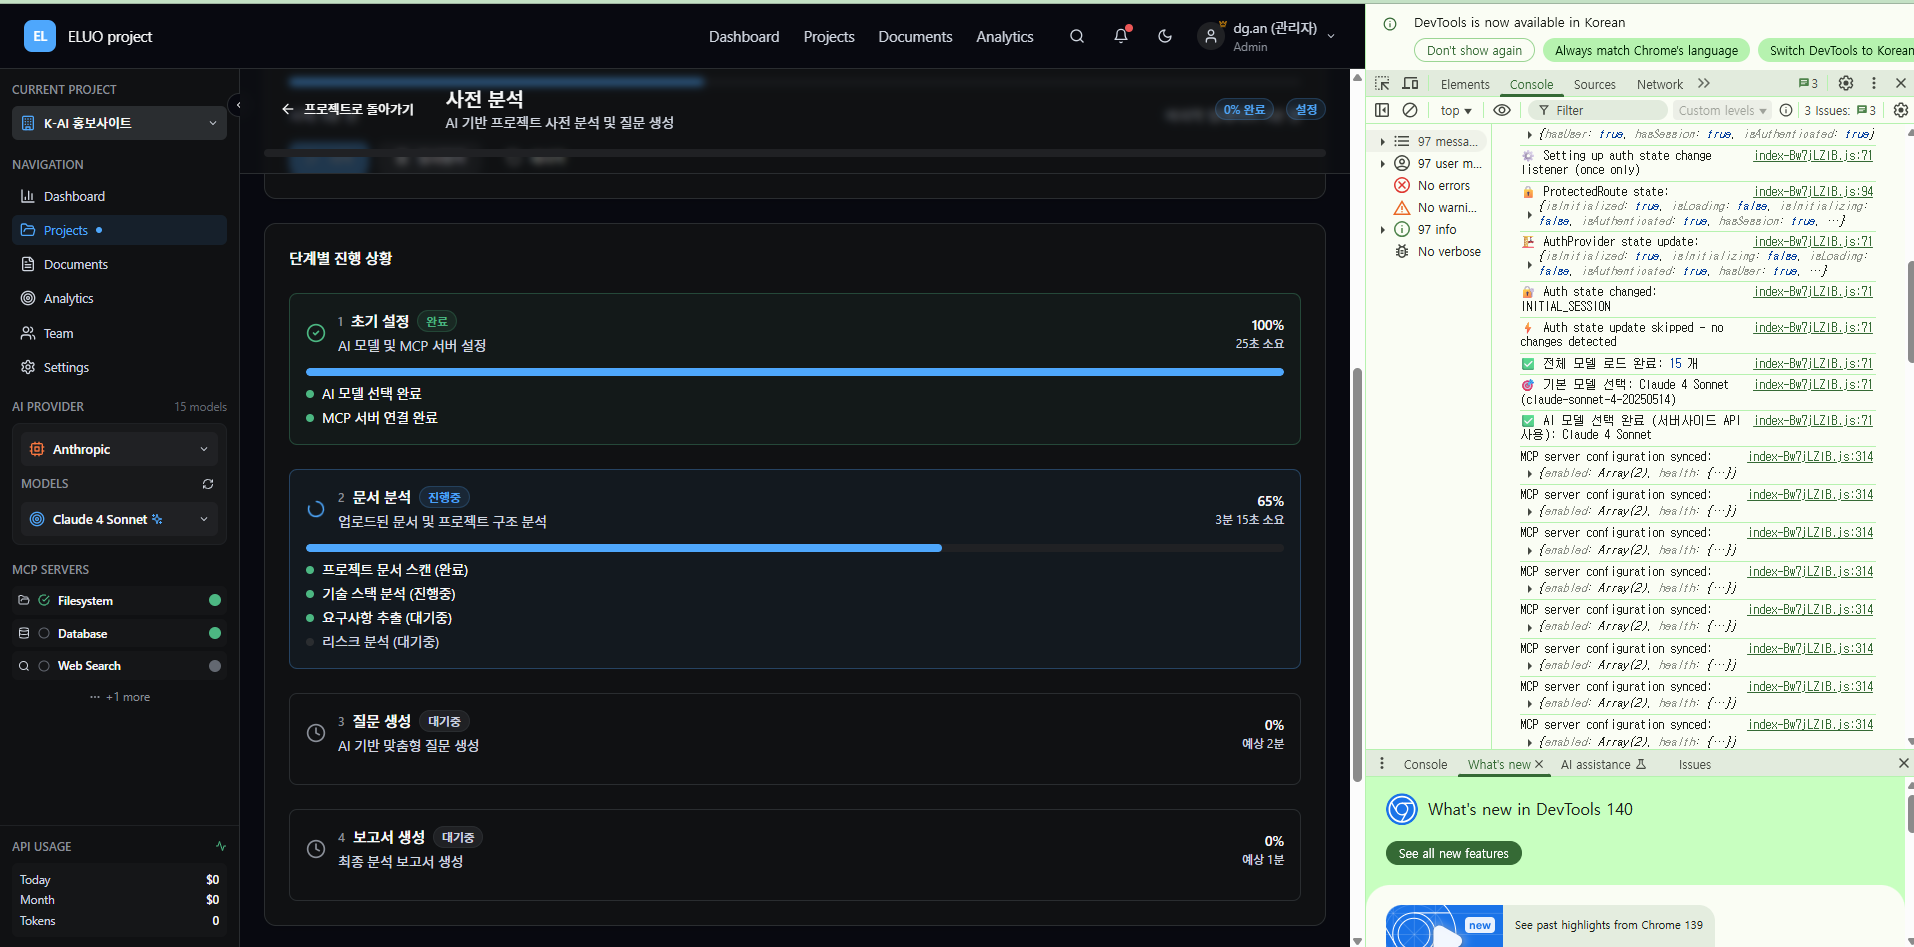 EL
ELUO project
Dashboard
Projects
Documents
Analytics
dg.an (관리자)
Admin
CURRENT PROJECT
K-AI 홍보사이트
NAVIGATION
Dashboard
Projects
Documents
Analytics
Team
Settings
AI PROVIDER
15 models
Anthropic
MODELS
Claude 4 Sonnet
MCP SERVERS
Filesystem
Database
Web Search
··· +1 more
API USAGE
Today $0
Month $0
Tokens 0
프로젝트로 돌아가기
사전 분석
AI 기반 프로젝트 사전 분석 및 질문 생성
0% 완료
설정
단계별 진행 상황
1 초기 설정 완료
AI 모델 및 MCP 서버 설정
100%
25초 소요
AI 모델 선택 완료
MCP 서버 연결 완료
2 문서 분석 진행중
업로드된 문서 및 프로젝트 구조 분석
65%
3분 15초 소요
프로젝트 문서 스캔 (완료)
기술 스택 분석 (진행중)
요구사항 추출 (대기중)
리스크 분석 (대기중)
3 질문 생성 대기중
AI 기반 맞춤형 질문 생성
0%
예상 2분
4 보고서 생성 대기중
최종 분석 보고서 생성
0%
예상 1분
DevTools is now available in Korean
Don't show again
Always match Chrome's language
Switch DevTools to Korean
Elements
Console
Sources
Network
3
top
Filter
Custom levels
3 Issues:
3
97 messa...
97 user m...
No errors
No warni...
97 info
No verbose
{hasUser: true, hasSession: true, isAuthenticated: true}
Setting up auth state change index-Bw7jLZIB.js:71
listener (once only)
ProtectedRoute state: index-Bw7jLZIB.js:94
{isInitialized: true, isLoading: false, isInitializing:
false, isAuthenticated: true, hasSession: true, …}
AuthProvider state update: index-Bw7jLZIB.js:71
{isInitialized: true, isInitializing: false, isLoading:
false, isAuthenticated: true, hasUser: true, …}
Auth state changed: index-Bw7jLZIB.js:71
INITIAL_SESSION
Auth state update skipped - no index-Bw7jLZIB.js:71
changes detected
전체 모델 로드 완료: 15 개 index-Bw7jLZIB.js:71
기본 모델 선택: Claude 4 Sonnet index-Bw7jLZIB.js:71
(claude-sonnet-4-20250514)
AI 모델 선택 완료 (서버사이드 API index-Bw7jLZIB.js:71
사용): Claude 4 Sonnet
MCP server configuration synced: index-Bw7jLZIB.js:314
{enabled: Array(2), health: {…}}
MCP server configuration synced: index-Bw7jLZIB.js:314
{enabled: Array(2), health: {…}}
MCP server configuration synced: index-Bw7jLZIB.js:314
{enabled: Array(2), health: {…}}
MCP server configuration synced: index-Bw7jLZIB.js:314
{enabled: Array(2), health: {…}}
MCP server configuration synced: index-Bw7jLZIB.js:314
{enabled: Array(2), health: {…}}
MCP server configuration synced: index-Bw7jLZIB.js:314
{enabled: Array(2), health: {…}}
MCP server configuration synced: index-Bw7jLZIB.js:314
{enabled: Array(2), health: {…}}
MCP server configuration synced: index-Bw7jLZIB.js:314
{enabled: Array(2), health: {…}}
Console
What's new
AI assistance
Issues
What's new in DevTools 140
See all new features
new
See past highlights from Chrome 139